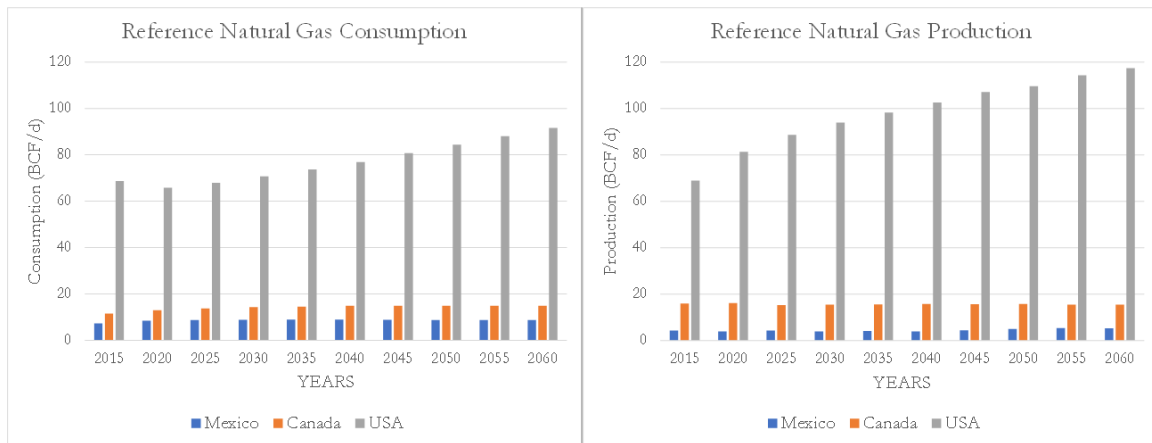 Reference Natural Gas Consumption
120
100
80
60
40
20
0
Consumption (BCF/d)
2015 2020 2025 2030 2035 2040 2045 2050 2055 2060
YEARS
Mexico Canada USA
Reference Natural Gas Production
120
100
80
60
40
20
0
Production (BCF/d)
2015 2020 2025 2030 2035 2040 2045 2050 2055 2060
YEARS
Mexico Canada USA